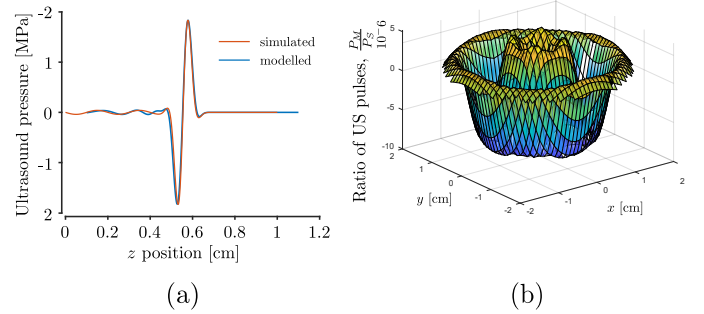 Ultrasound pressure [MPa]
-2
-1
0
-1
2
simulated
modelled
0
0.2
0.4
0.6
0.8
1
1.2
z position [cm]
(a)
Ratio of US pulses, P_M/P_S 10^-6
5
0
-5
-10
2
1
0
-1
-2
y [cm]
-2
-1
0
1
2
x [cm]
(b)